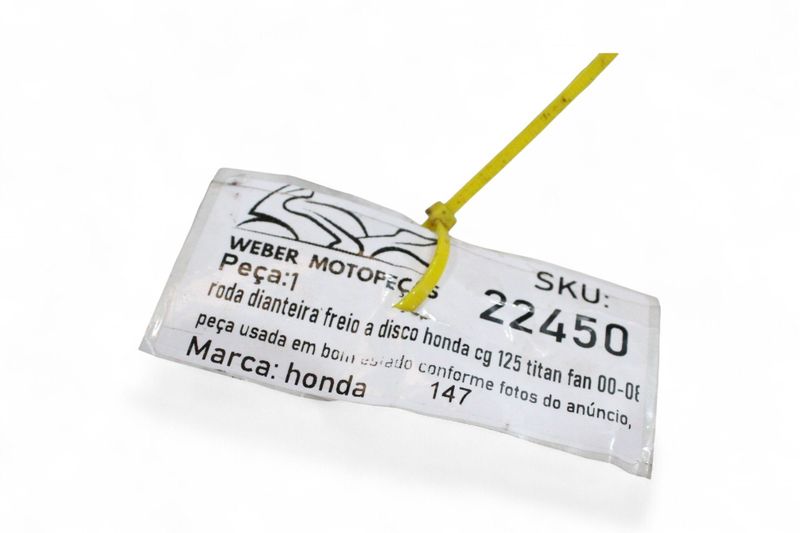 WEBER MOTOPEÇAS
SKU:
Peça:1
22450
roda dianteira freio a disco honda cg 125 titan fan 00-08
peça usada em bom estado conforme fotos do anúncio,
Marca: honda
147